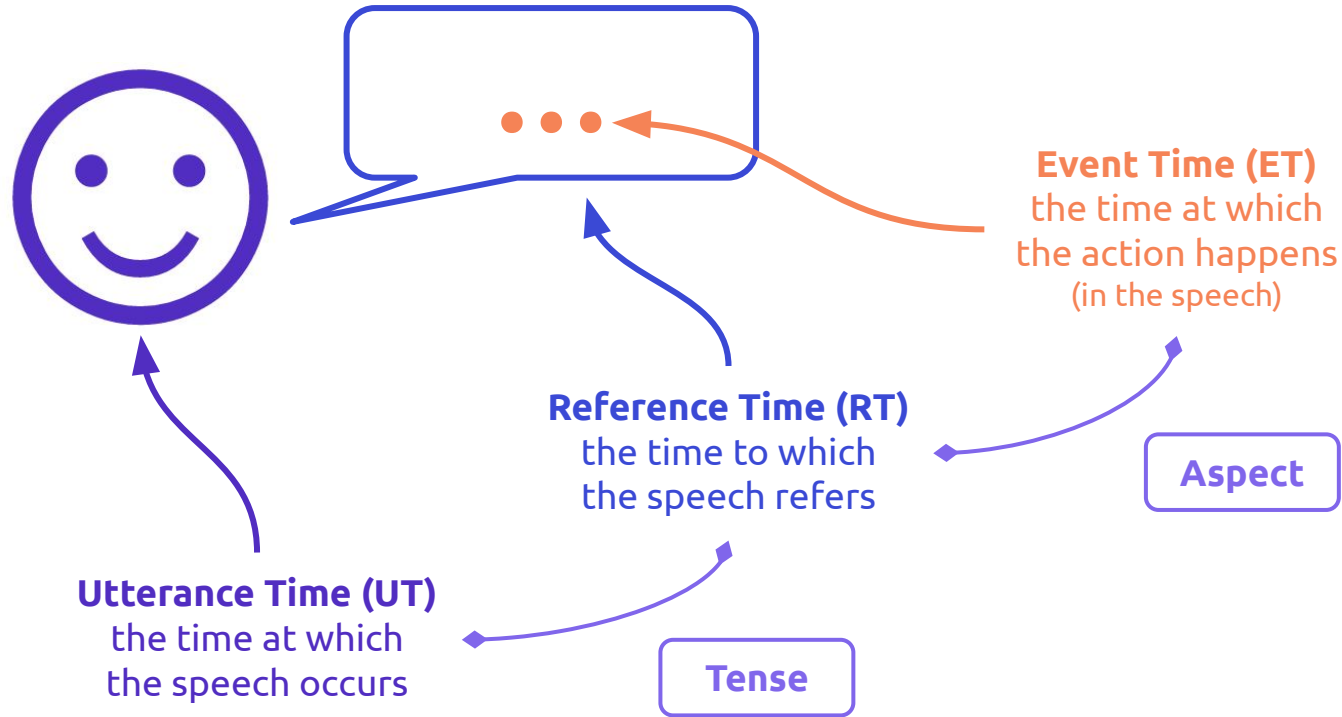 Event Time (ET)
the time at which
the action happens
(in the speech)
Reference Time (RT)
the time to which
the speech refers
Aspect
Utterance Time (UT)
the time at which
the speech occurs
Tense